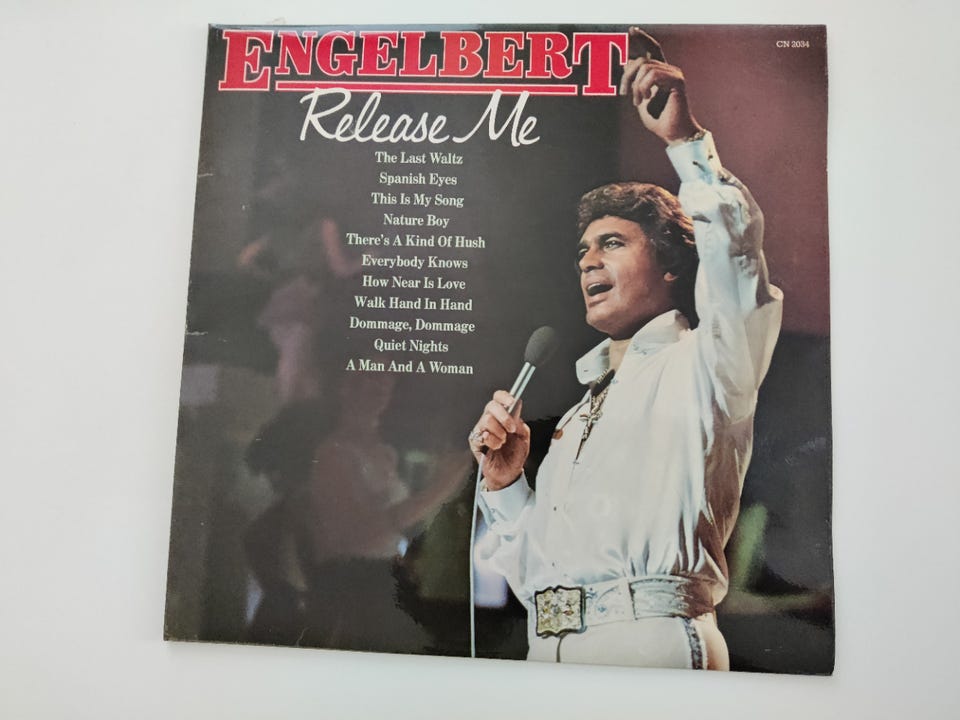 ENGELBERT
CN 2034
Release Me
The Last Waltz
Spanish Eyes
This Is My Song
Nature Boy
There's A Kind Of Hush
Everybody Knows
How Near Is Love
Walk Hand In Hand
Dommage, Dommage
Quiet Nights
A Man And A Woman